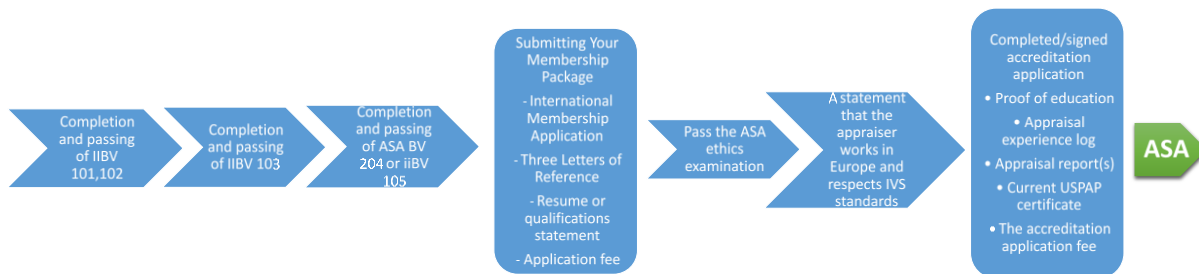 Completion
and passing
of IIBV
101,102
Completion
and passing
of IIBV 103
Completion
and passing
of ASA BV
204 or iiBV
105
Submitting Your
Membership
Package
- International
Membership
Application
- Three Letters of
Reference
- Resume or
qualifications
statement
- Application fee
Pass the ASA
ethics
examination
A statement
that the
appraiser
works in
Europe and
respects IVS
standards
Completed/signed
accreditation
application
• Proof of education
• Appraisal
experience log
• Appraisal report(s)
• Current USPAP
certificate
• The accreditation
application fee
ASA